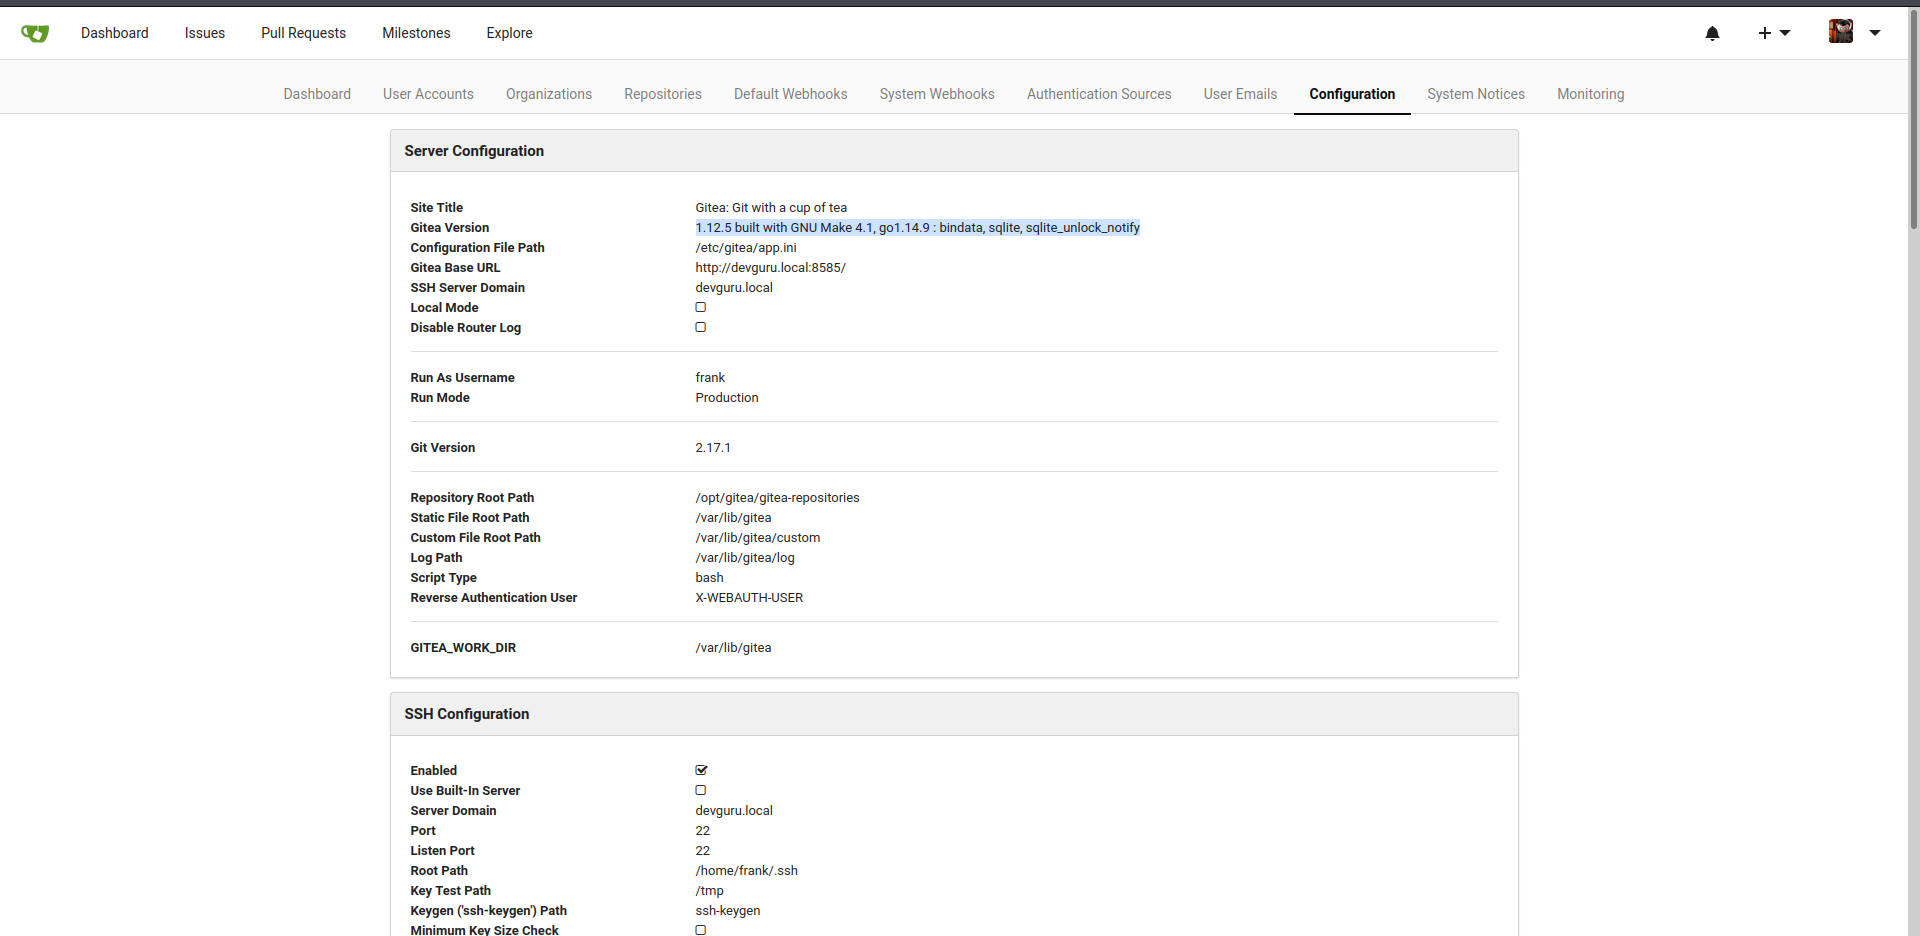 Dashboard Issues Pull Requests Milestones Explore
Dashboard User Accounts Organizations Repositories Default Webhooks System Webhooks Authentication Sources User Emails Configuration System Notices Monitoring
Server Configuration
Site Title Gitea: Git with a cup of tea
Gitea Version 1.12.5 built with GNU Make 4.1, go1.14.9 : bindata, sqlite, sqlite_unlock_notify
Configuration File Path /etc/gitea/app.ini
Gitea Base URL http://devguru.local:8585/
SSH Server Domain devguru.local
Local Mode
Disable Router Log
Run As Username frank
Run Mode Production
Git Version 2.17.1
Repository Root Path /opt/gitea/gitea-repositories
Static File Root Path /var/lib/gitea
Custom File Root Path /var/lib/gitea/custom
Log Path /var/lib/gitea/log
Script Type bash
Reverse Authentication User X-WEBAUTH-USER
GITEA_WORK_DIR /var/lib/gitea
SSH Configuration
Enabled
Use Built-In Server
Server Domain devguru.local
Port 22
Listen Port 22
Root Path /home/frank/.ssh
Key Test Path /tmp
Keygen ('ssh-keygen') Path ssh-keygen
Minimum Key Size Check